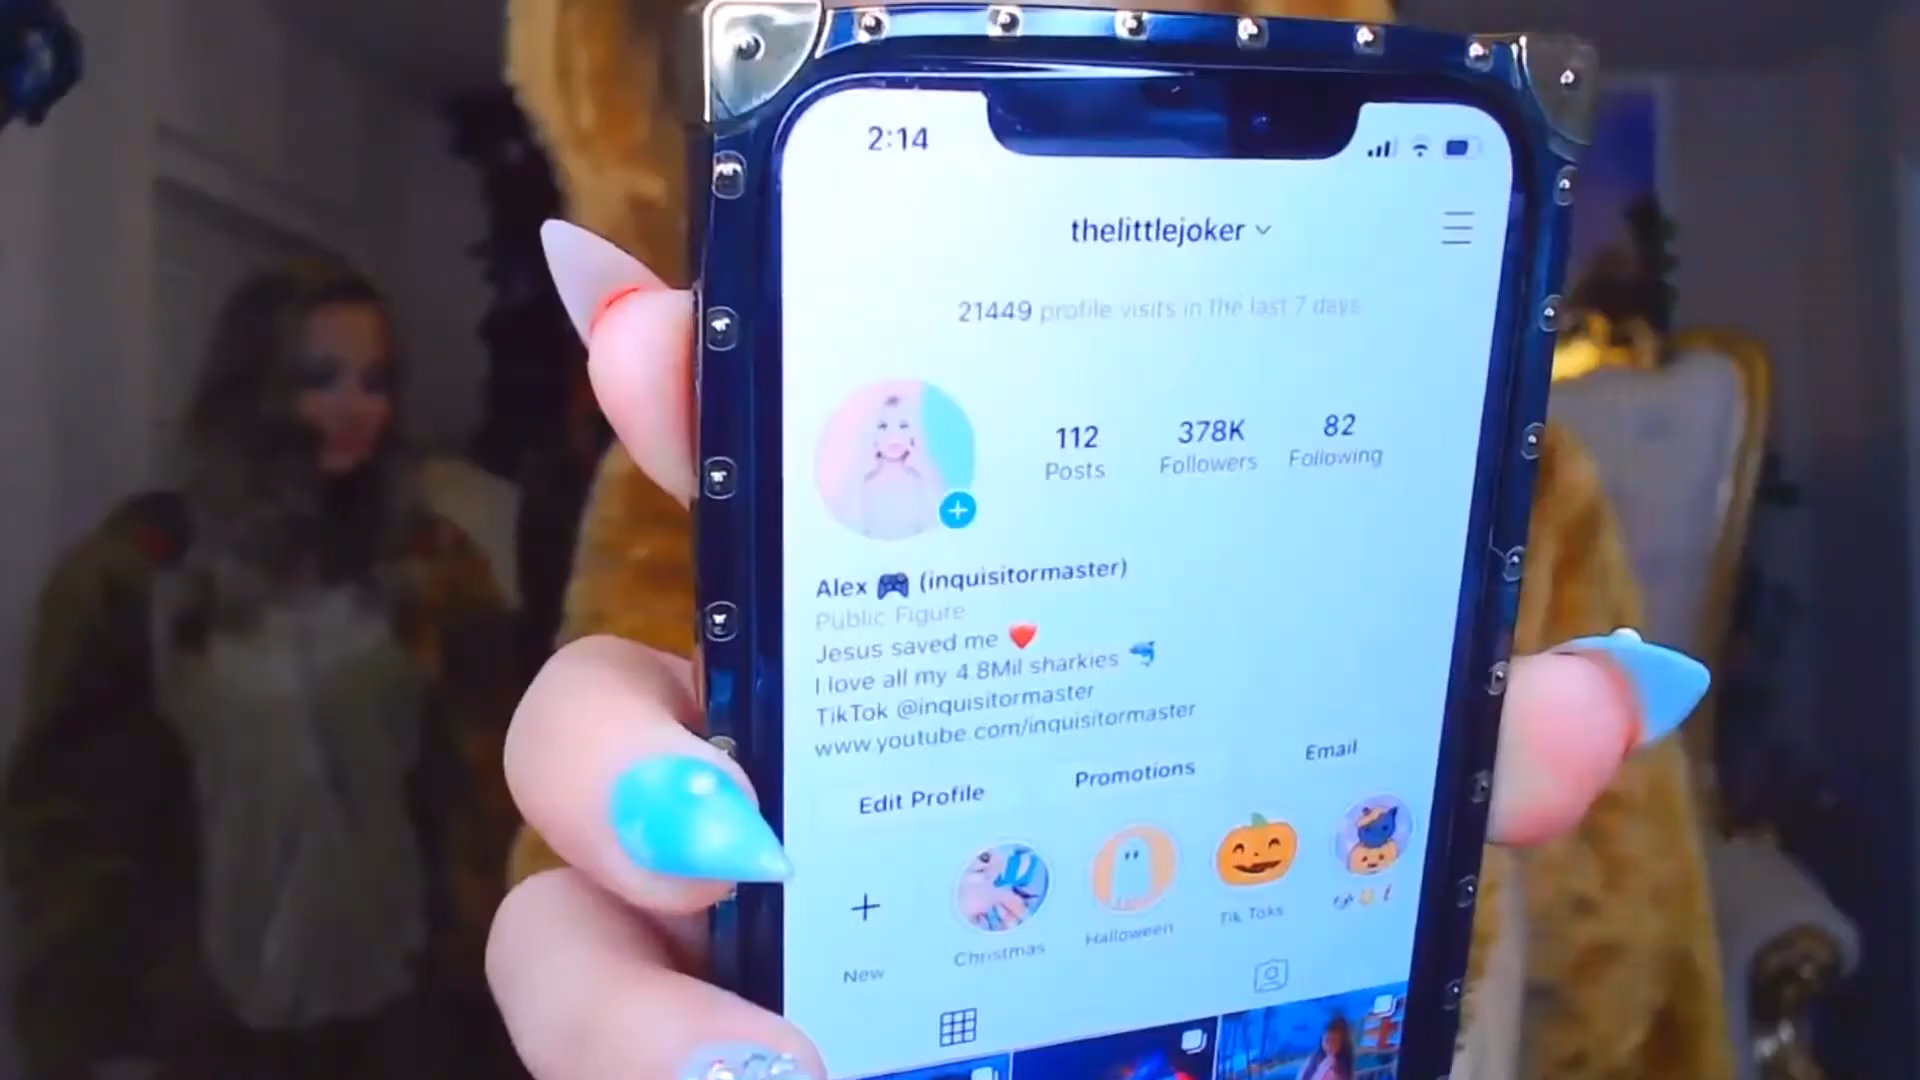 2:14
thelittlejoker
21449 profile visits in the last 7 days
112 378K 82
Posts Followers Following
Alex 🎮 (inquisitormaster)
Public Figure
Jesus saved me ❤️
I love all my 4.8Mil sharkies 🦈
TikTok @inquisitormaster
www.youtube.com/inquisitormaster
Edit Profile Promotions Email
New Christmas Halloween Tik Toks